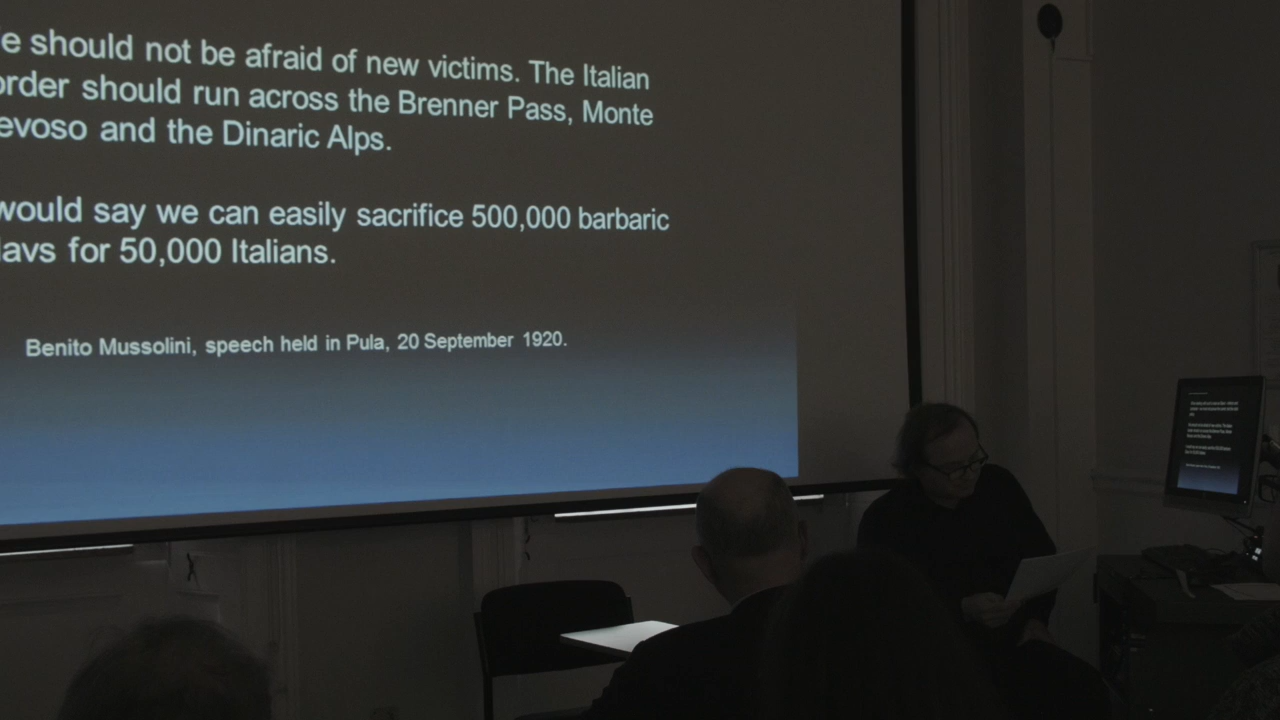 e should not be afraid of new victims. The Italian
order should run across the Brenner Pass, Monte
evoso and the Dinaric Alps.
would say we can easily sacrifice 500,000 barbaric
lavs for 50,000 Italians.
Benito Mussolini, speech held in Pula, 20 September 1920.